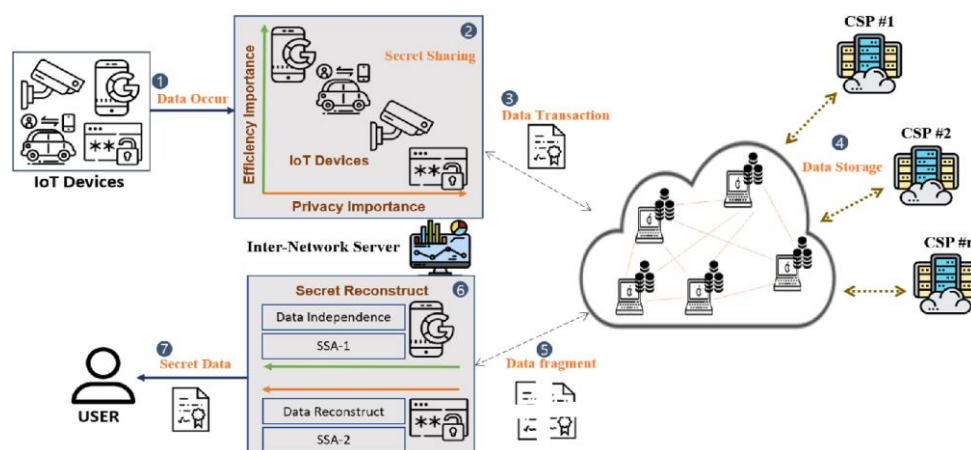 1
Data Occur
IoT Devices
2
Secret Sharing
Efficiency Importance
IoT Devices
Privacy Importance
3
Data Transaction
CSP #1
4
Data Storage
CSP #2
CSP #n
Inter-Network Server
Secret Reconstruct
6
Data Independence
SSA-1
Data Reconstruct
SSA-2
5
Data fragment
7
Secret Data
USER